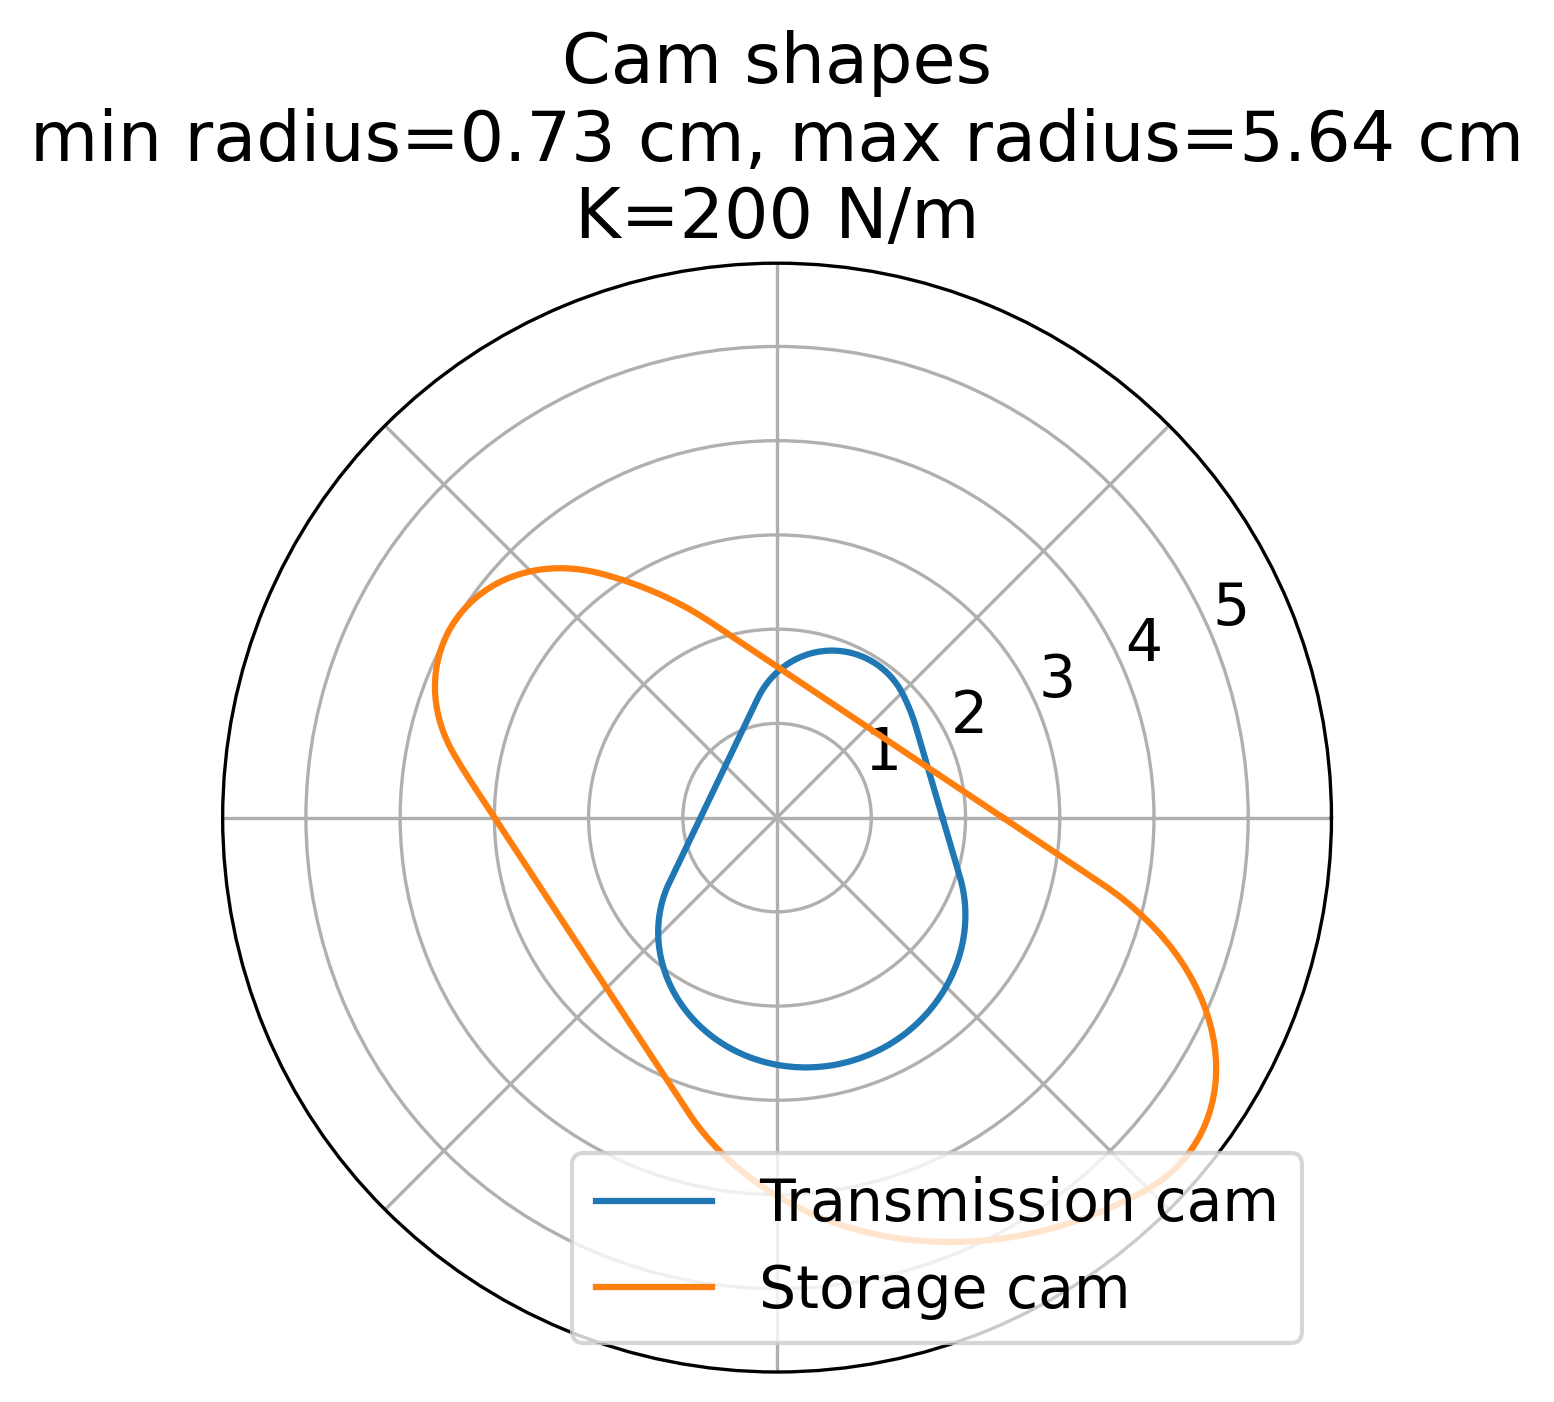 Cam shapes
min radius=0.73 cm, max radius=5.64 cm
K=200 N/m
5
4
3
2
1
Transmission cam
Storage cam